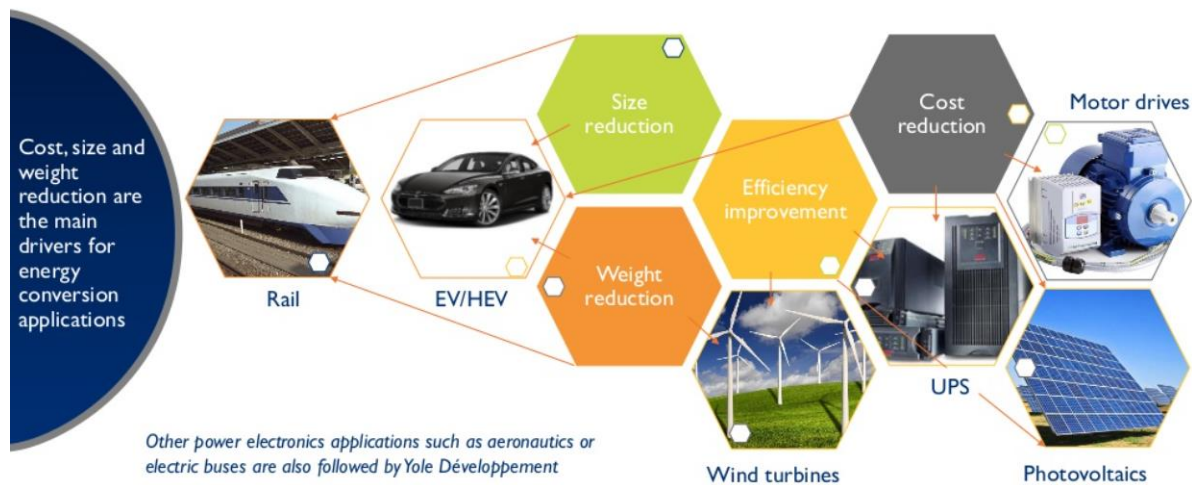 Cost, size and
weight
reduction are
the main
drivers for
energy
conversion
applications
Rail
EV/HEV
Size
reduction
Weight
reduction
Efficiency
improvement
Cost
reduction
Motor drives
UPS
Wind turbines
Photovoltaics
Other power electronics applications such as aeronautics or
electric buses are also followed by Yole Développement